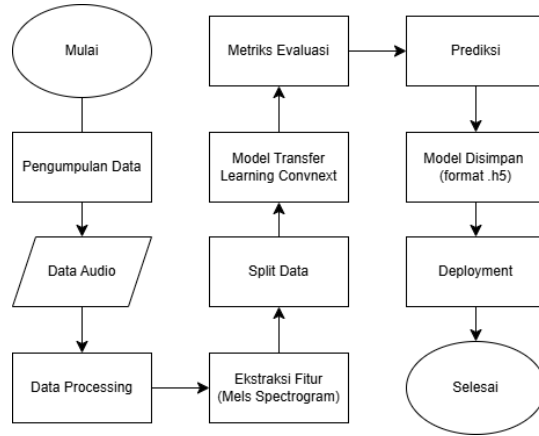 Mulai
Pengumpulan Data
Data Audio
Data Processing
Ekstraksi Fitur
(Mels Spectrogram)
Split Data
Model Transfer
Learning Convnext
Metriks Evaluasi
Prediksi
Model Disimpan
(format .h5)
Deployment
Selesai